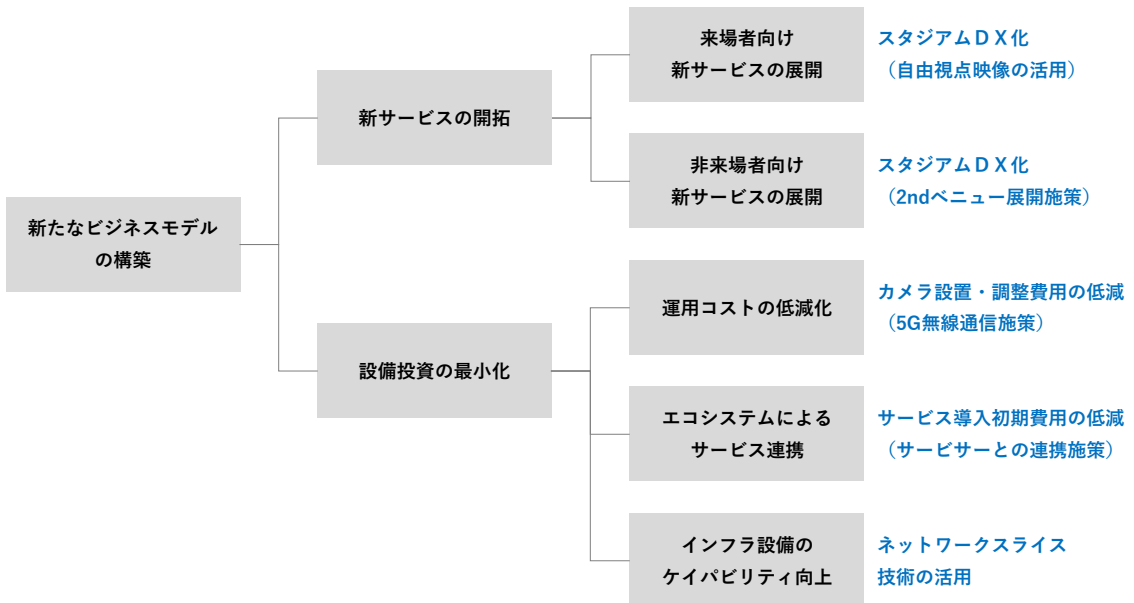 来場者向け
新サービスの展開
スタジアムＤＸ化
（自由視点映像の活用）
新サービスの開拓
非来場者向け
新サービスの展開
スタジアムＤＸ化
（2ndベニュー展開施策）
新たなビジネスモデル
の構築
運用コストの低減化
カメラ設置・調整費用の低減
（5G無線通信施策）
設備投資の最小化
エコシステムによる
サービス連携
サービス導入初期費用の低減
（サービサーとの連携施策）
インフラ設備の
ケイパビリティ向上
ネットワークスライス
技術の活用